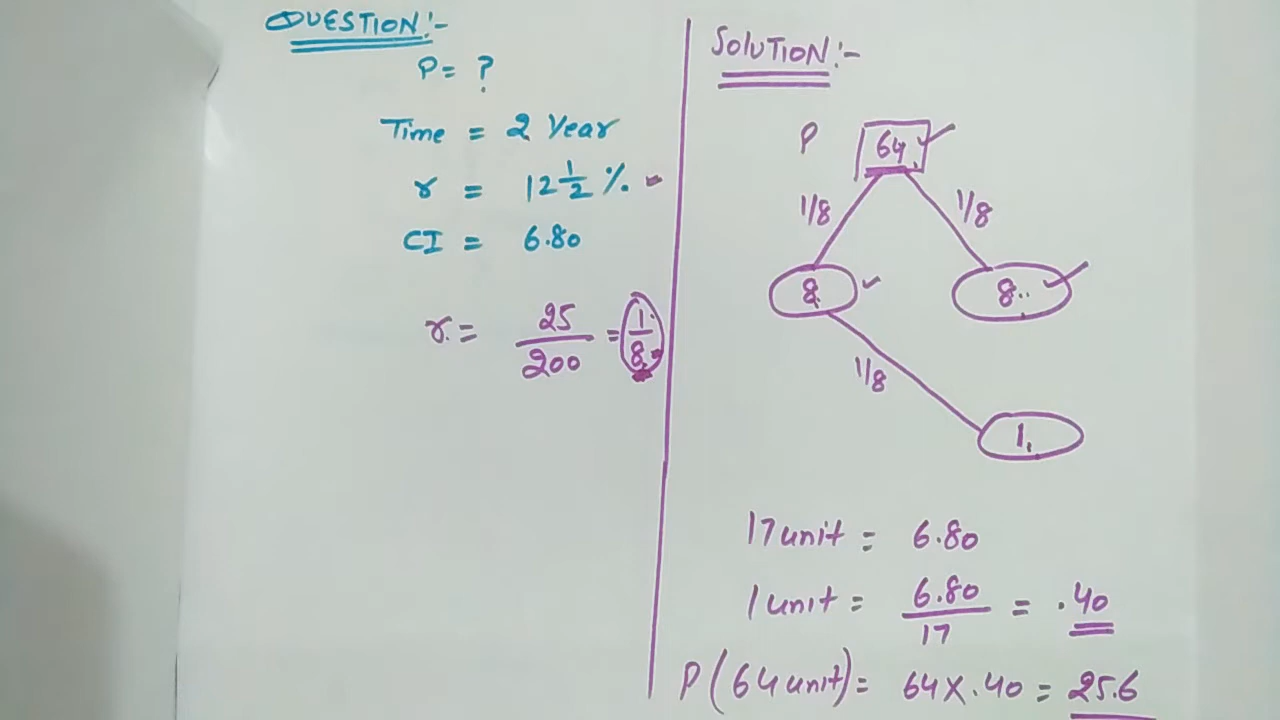 QUESTION:-
P= ?
Time = 2 Year
r = 12 1/2 %
CI = 6.80
r. = 25/200 = 1/8
SOLUTION:-
P 64
1/8 1/8
8 8
1/8
1
17 unit = 6.80
1 unit = 6.80/17 = .40
P (64 unit) = 64 X .40 = 25.6